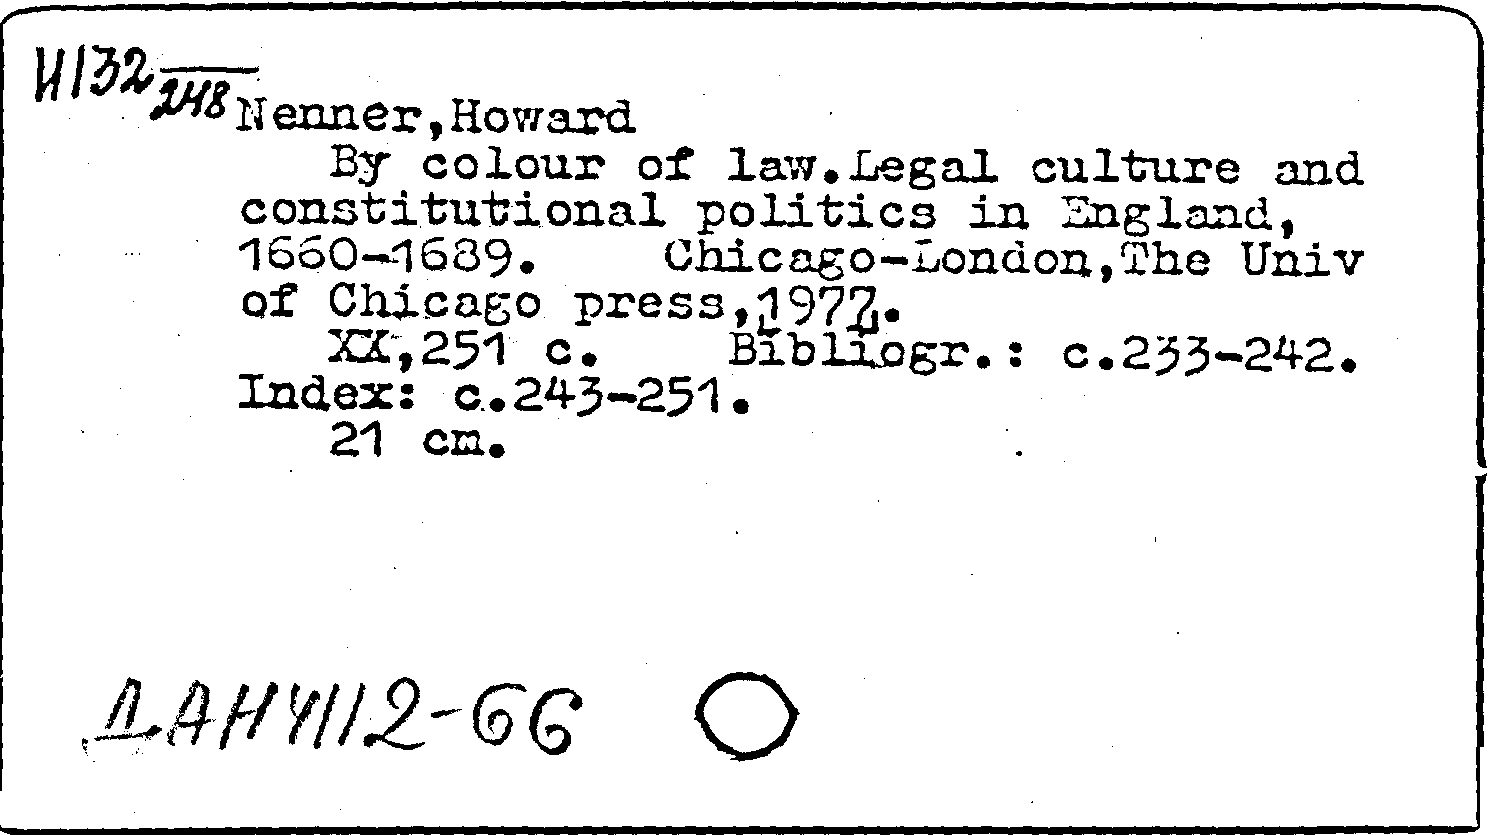 И132
248
Nenner,Howard
By colour of law.Legal culture and
constitutional politics in England,
1660-1689. Chicago-London,The Univ
of Chicago press,1977.
XX,251 c. Bibliogr.: c.233-242.
Index: c.243-251.
21 cm.
ДАН4112-66